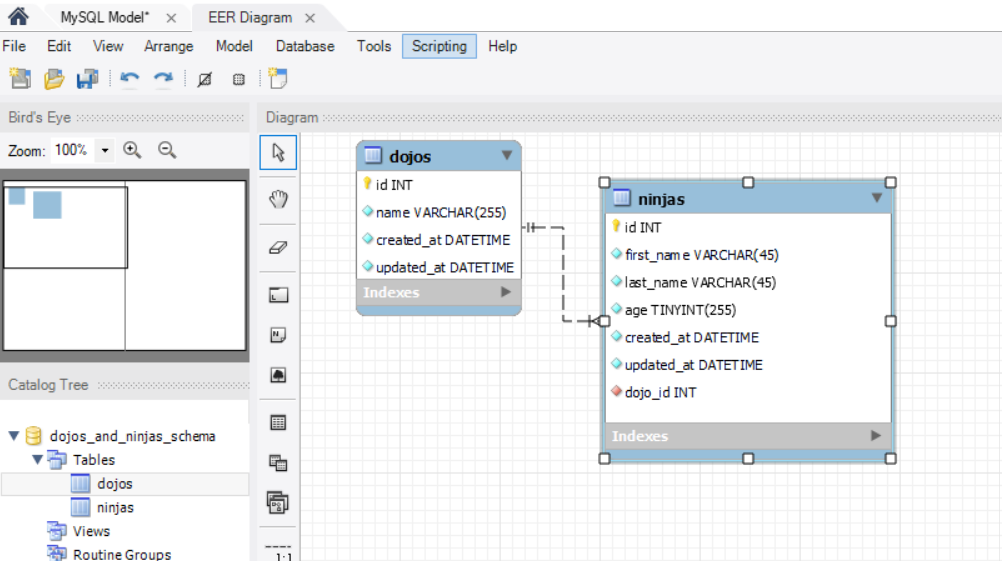 MySQL Model* × EER Diagram ×
File Edit View Arrange Model Database Tools Scripting Help
Bird's Eye
Diagram
Zoom: 100%
dojos
id INT
name VARCHAR(255)
created_at DATETIME
updated_at DATETIME
Indexes
ninjas
id INT
first_name VARCHAR(45)
last_name VARCHAR(45)
age TINYINT(255)
created_at DATETIME
updated_at DATETIME
dojo_id INT
Indexes
Catalog Tree
dojos_and_ninjas_schema
Tables
dojos
ninjas
Views
Routine Groups
1:1